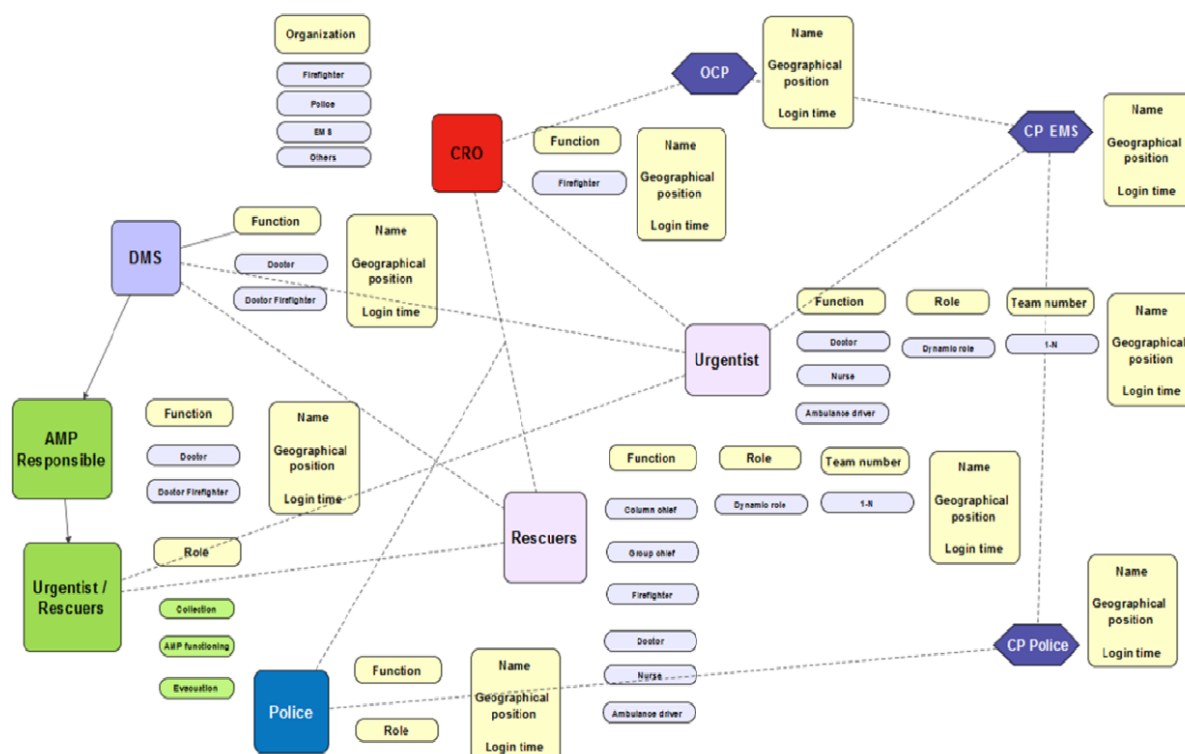 Organization
Firefighter
Police
EMS
Others
OCP
Name
Geographical
position
Login time
CP EMS
Name
Geographical
position
Login time
CRO
Function
Firefighter
Name
Geographical
position
Login time
DMS
Function
Doctor
Doctor Firefighter
Name
Geographical
position
Login time
Urgentist
Function
Doctor
Nurse
Ambulance driver
Role
Dynamic role
Team number
1-N
Name
Geographical
position
Login time
AMP
Responsible
Function
Doctor
Doctor Firefighter
Name
Geographical
position
Login time
Rescuers
Function
Column chief
Group chief
Firefighter
Doctor
Nurse
Ambulance driver
Role
Dynamic role
Team number
1-N
Name
Geographical
position
Login time
Urgentist /
Rescuers
Role
Collection
AMP functioning
Evacuation
CP Police
Name
Geographical
position
Login time
Police
Function
Role
Name
Geographical
position
Login time